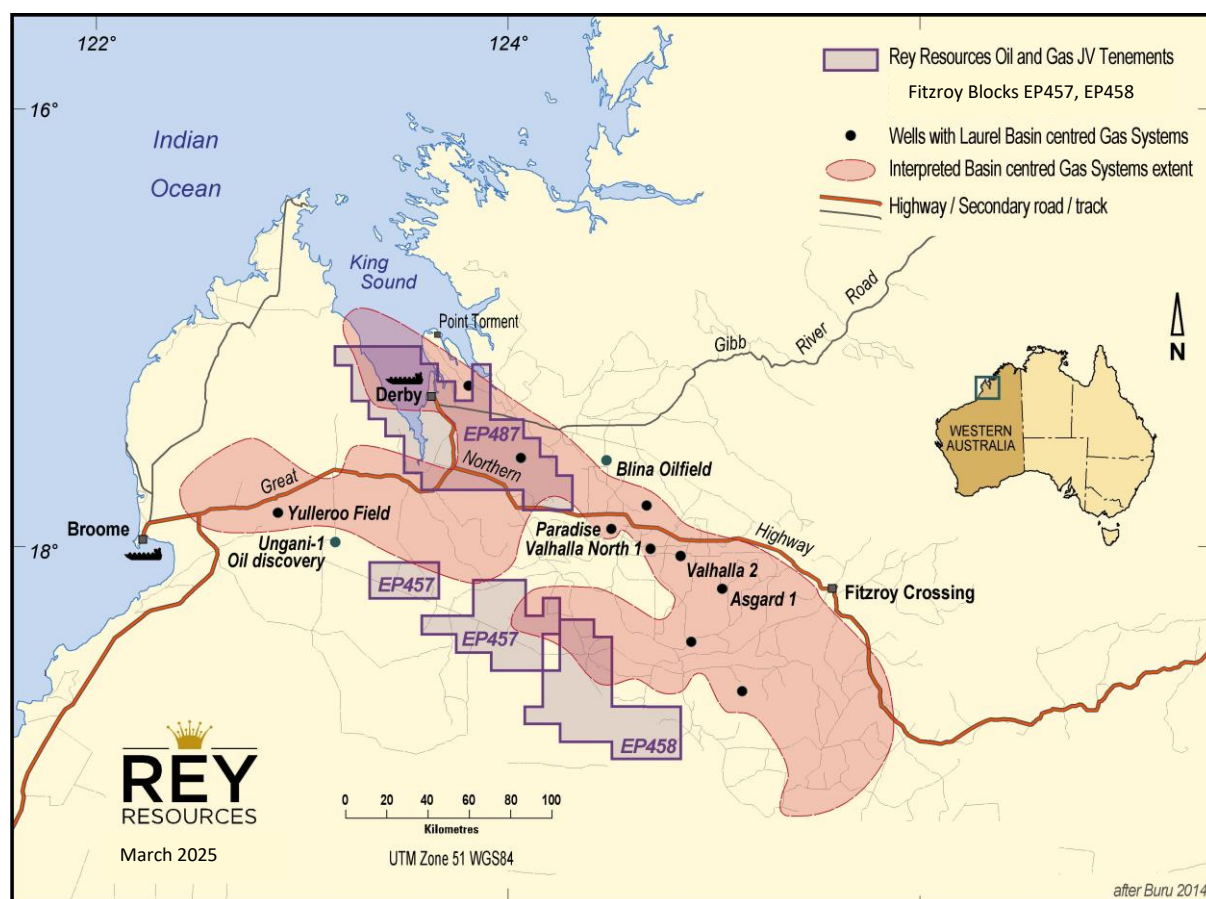 122°
124°
Rey Resources Oil and Gas JV Tenements
Fitzroy Blocks EP457, EP458
16°
Indian
Ocean
Wells with Laurel Basin centred Gas Systems
Interpreted Basin centred Gas Systems extent
Highway / Secondary road / track
King
Sound
Point Torment
Gibb River Road
N
Derby
EP487
WESTERN
AUSTRALIA
Great Northern Highway
Blina Oilfield
Yulleroo Field
Broome
Paradise
Valhalla North 1
Ungani-1
Oil discovery
18°
Valhalla 2
EP457
Asgard 1
Fitzroy Crossing
EP457
EP458
REY
RESOURCES
March 2025
0 20 40 60 80 100
Kilometres
UTM Zone 51 WGS84
after Buru 2014